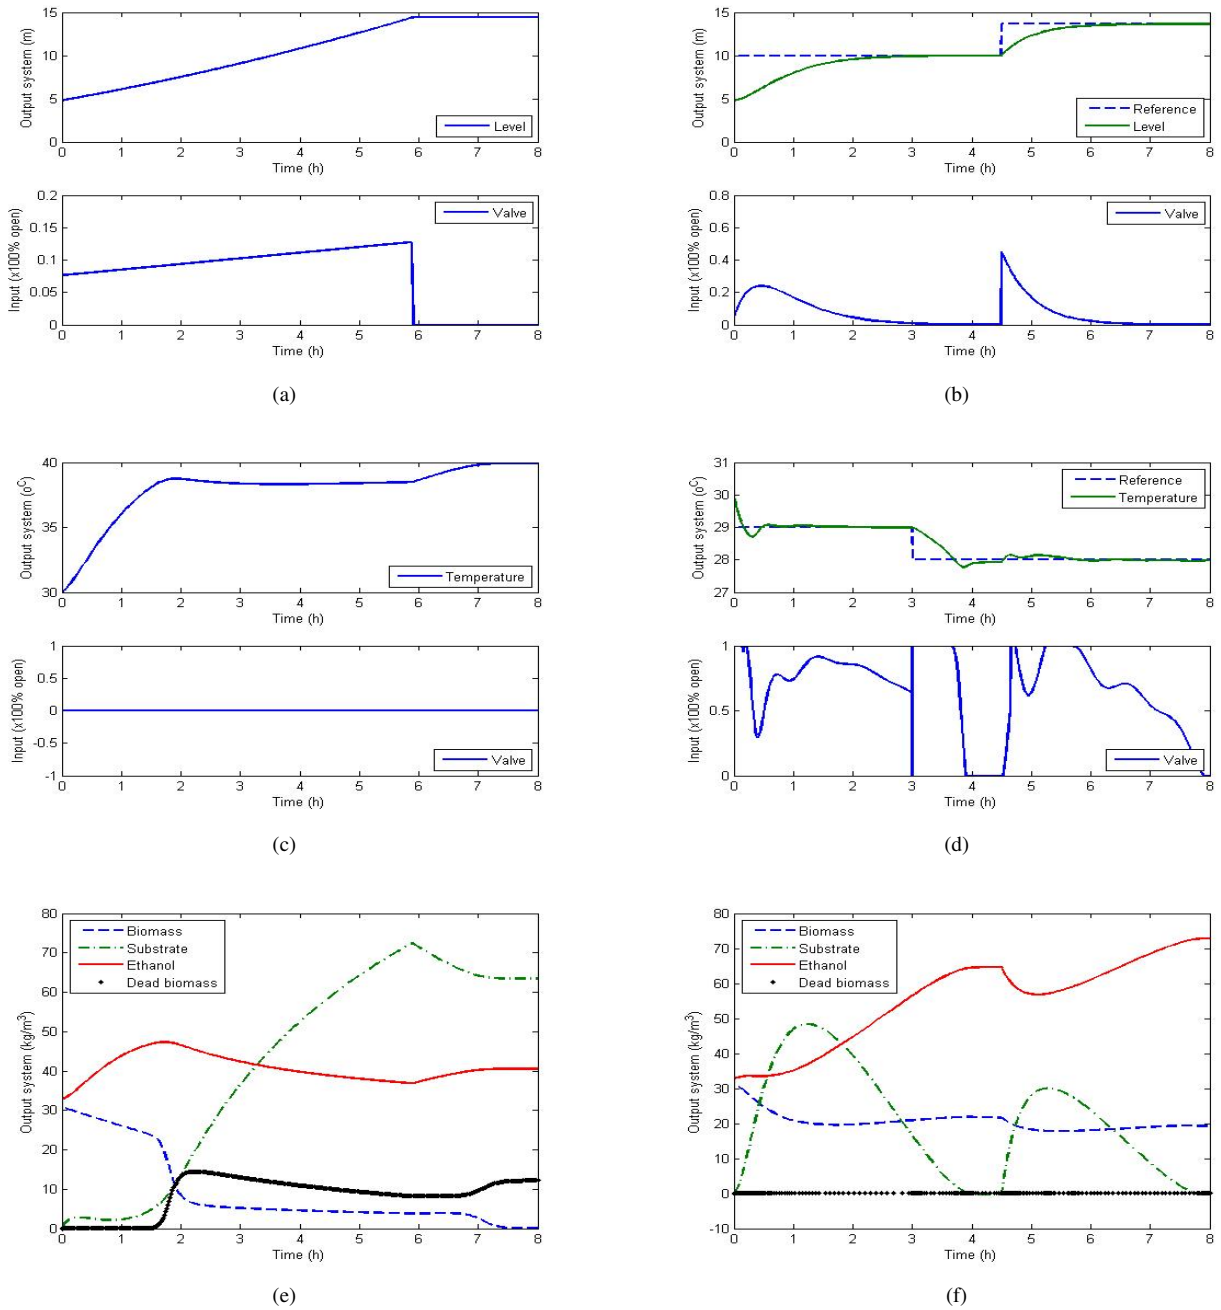 15
10
5
0
Output system (m)
Level
0 1 2 3 4 5 6 7 8
Time (h)
0.2
0.15
0.1
0.05
0
Input (x100% open)
Valve
0 1 2 3 4 5 6 7 8
Time (h)
(a)
15
10
5
0
Output system (m)
Reference
Level
0 1 2 3 4 5 6 7 8
Time (h)
0.8
0.6
0.4
0.2
0
Input (x100% open)
Valve
0 1 2 3 4 5 6 7 8
Time (h)
(b)
40
35
30
Output system (oC)
Temperature
0 1 2 3 4 5 6 7 8
Time (h)
1
0.5
0
-0.5
-1
Input (x100% open)
Valve
0 1 2 3 4 5 6 7 8
Time (h)
(c)
31
30
29
28
27
Output system (oC)
Reference
Temperature
0 1 2 3 4 5 6 7 8
Time (h)
1
0.5
0
Input (x100% open)
Valve
0 1 2 3 4 5 6 7 8
Time (h)
(d)
80
70
60
50
40
30
20
10
0
Output system (kg/m3)
Biomass
Substrate
Ethanol
Dead biomass
0 1 2 3 4 5 6 7 8
Time (h)
(e)
80
70
60
50
40
30
20
10
0
-10
Output system (kg/m3)
Biomass
Substrate
Ethanol
Dead biomass
0 1 2 3 4 5 6 7 8
Time (h)
(f)